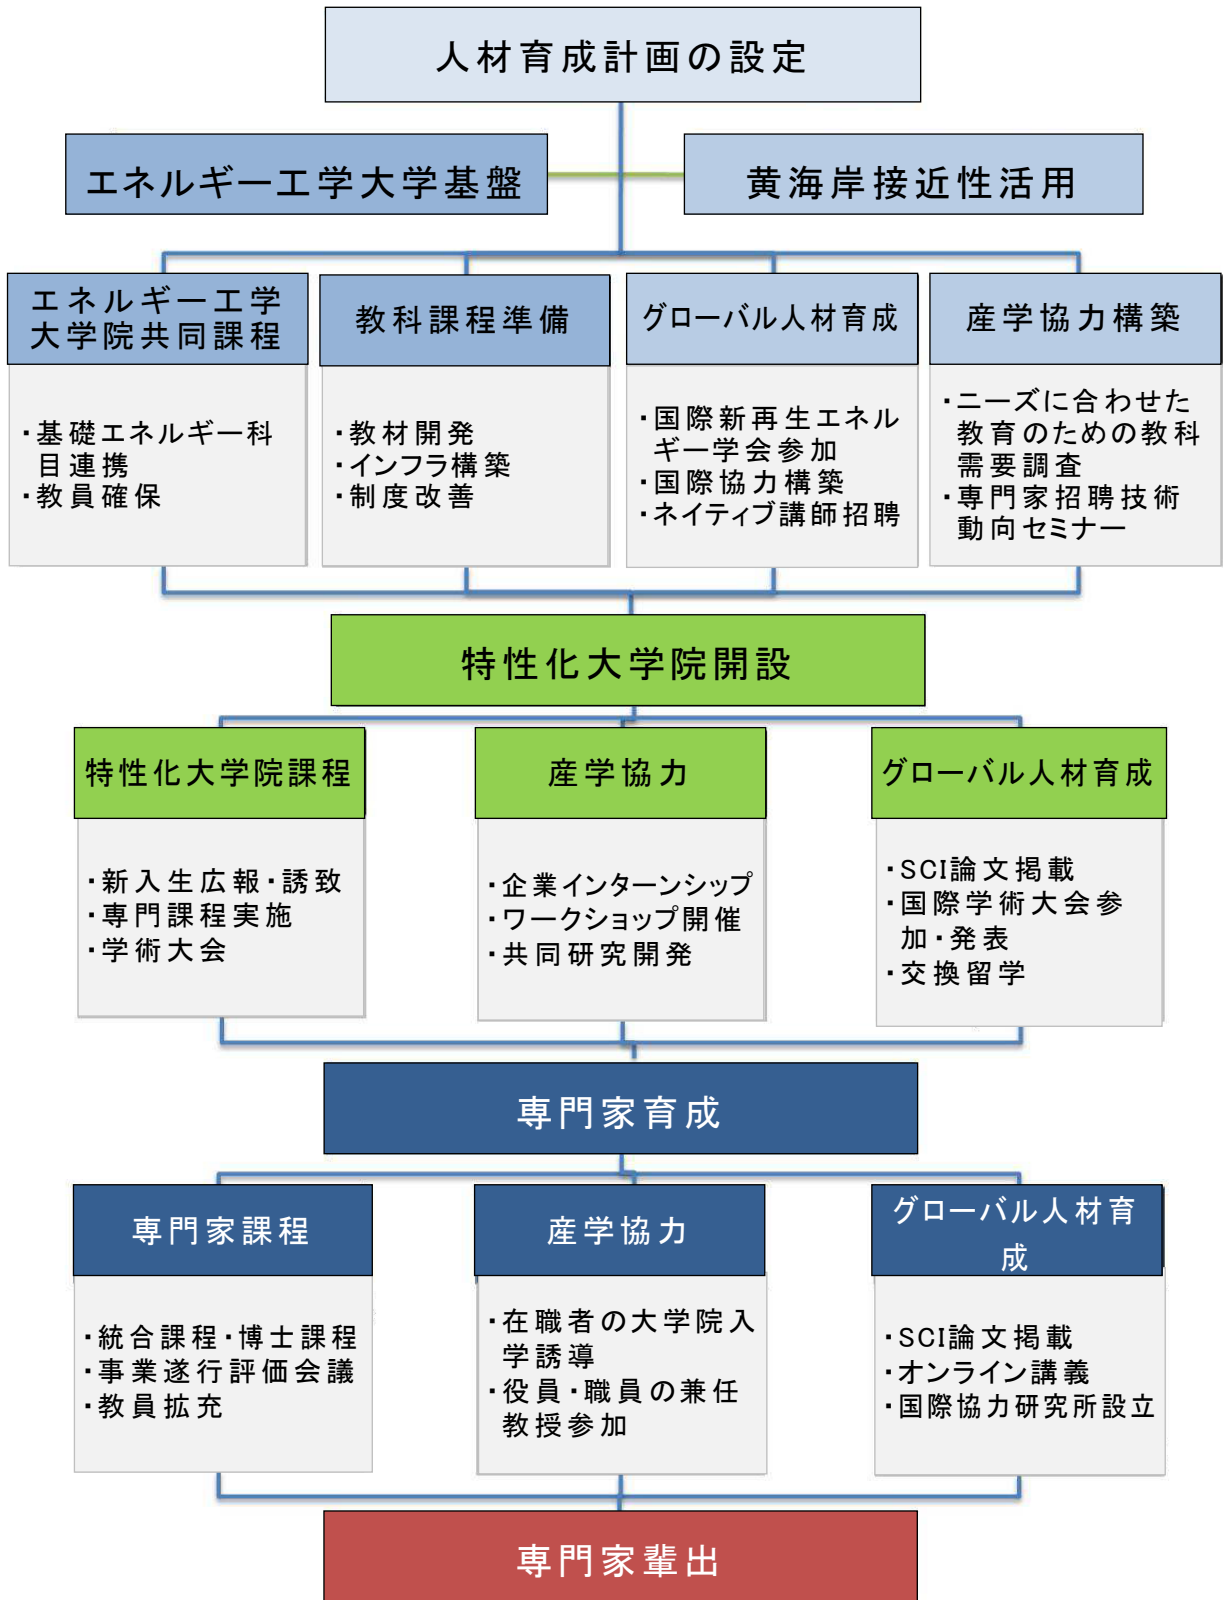 人材育成計画の設定
エネルギー工学大学基盤
黄海岸接近性活用
エネルギー工学
大学院共同課程
・基礎エネルギー科
目連携
・教員確保
教科課程準備
・教材開発
・インフラ構築
・制度改善
グローバル人材育成
・国際新再生エネル
ギー学会参加
・国際協力構築
・ネイティブ講師招聘
産学協力構築
・ニーズに合わせた
教育のための教科
需要調査
・専門家招聘技術
動向セミナー
特性化大学院開設
特性化大学院課程
・新入生広報・誘致
・専門課程実施
・学術大会
産学協力
・企業インターンシップ
・ワークショップ開催
・共同研究開発
グローバル人材育成
・SCI論文掲載
・国際学術大会参
加・発表
・交換留学
専門家育成
専門家課程
・統合課程・博士課程
・事業遂行評価会議
・教員拡充
産学協力
・在職者の大学院入
学誘導
・役員・職員の兼任
教授参加
グローバル人材育
成
・SCI論文掲載
・オンライン講義
・国際協力研究所設立
専門家輩出